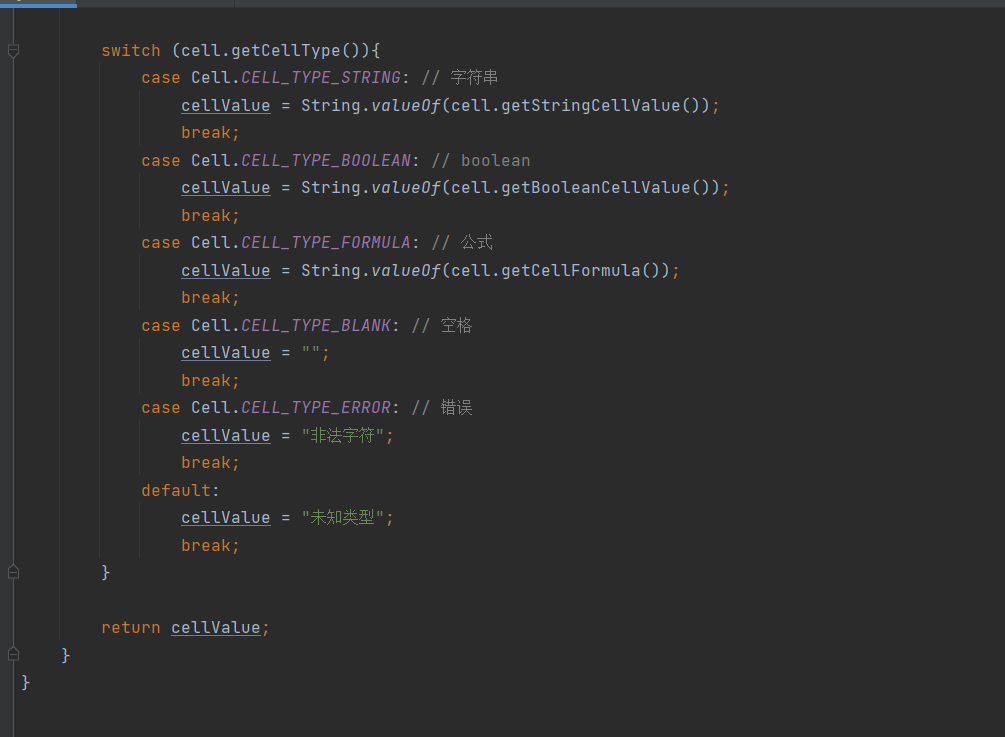 switch (cell.getCellType()){
case Cell.CELL_TYPE_STRING: // 字符串
cellValue = String.valueOf(cell.getStringCellValue());
break;
case Cell.CELL_TYPE_BOOLEAN: // boolean
cellValue = String.valueOf(cell.getBooleanCellValue());
break;
case Cell.CELL_TYPE_FORMULA: // 公式
cellValue = String.valueOf(cell.getCellFormula());
break;
case Cell.CELL_TYPE_BLANK: // 空格
cellValue = "";
break;
case Cell.CELL_TYPE_ERROR: // 错误
cellValue = "非法字符";
break;
default:
cellValue = "未知类型";
break;
}
return cellValue;
}
}